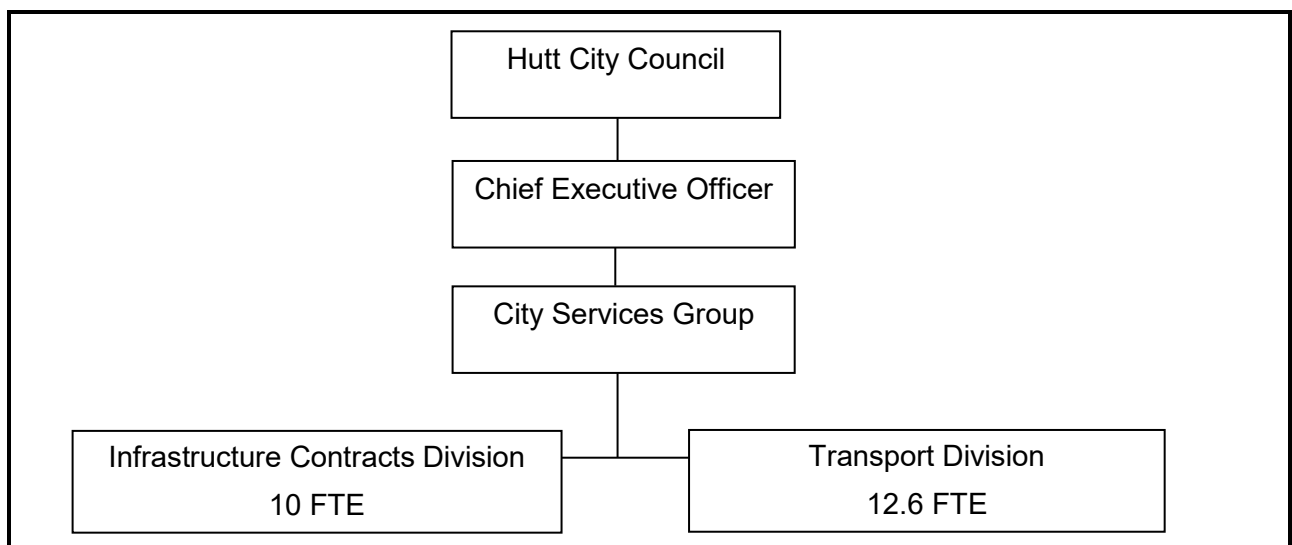 Hutt City Council
Chief Executive Officer
City Services Group
Infrastructure Contracts Division
10 FTE
Transport Division
12.6 FTE